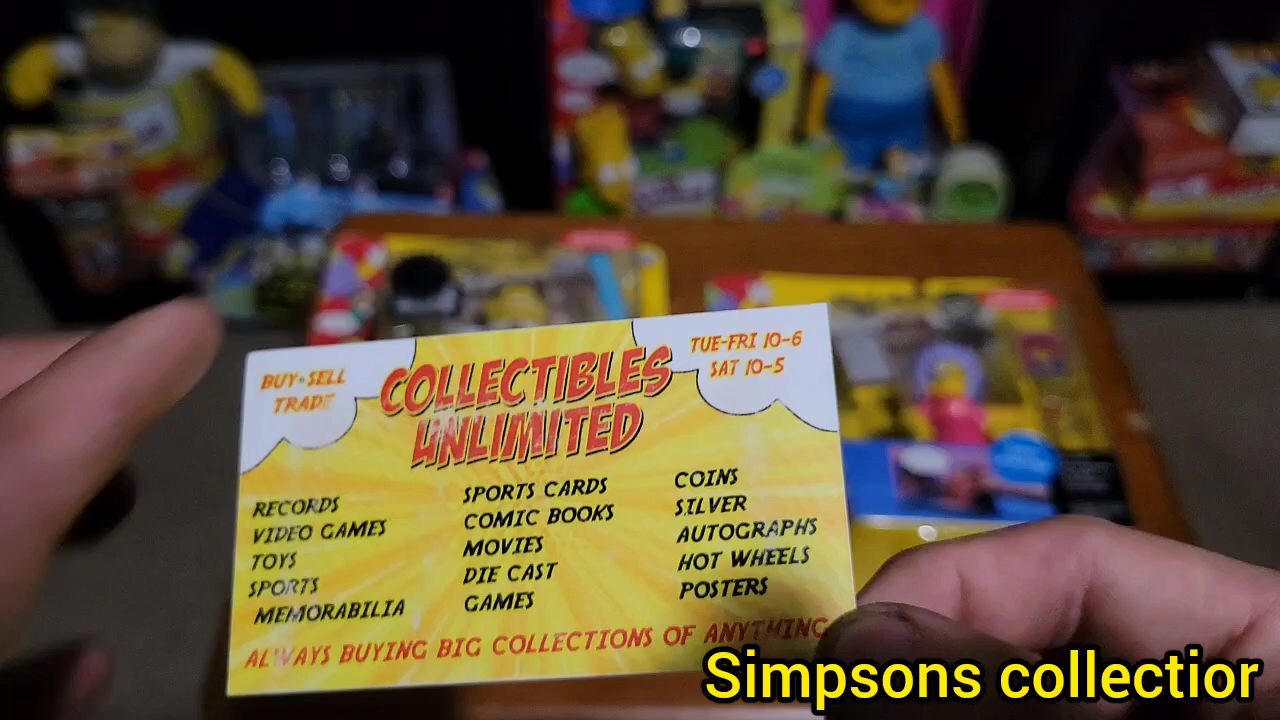 BUY·SELL
TRADE
COLLECTIBLES
UNLIMITED
TUE-FRI 10-6
SAT 10-5
RECORDS
VIDEO GAMES
TOYS
SPORTS
MEMORABILIA
SPORTS CARDS
COMIC BOOKS
MOVIES
DIE CAST
GAMES
COINS
SILVER
AUTOGRAPHS
HOT WHEELS
POSTERS
ALWAYS BUYING BIG COLLECTIONS OF ANYTHING
Simpsons collectior